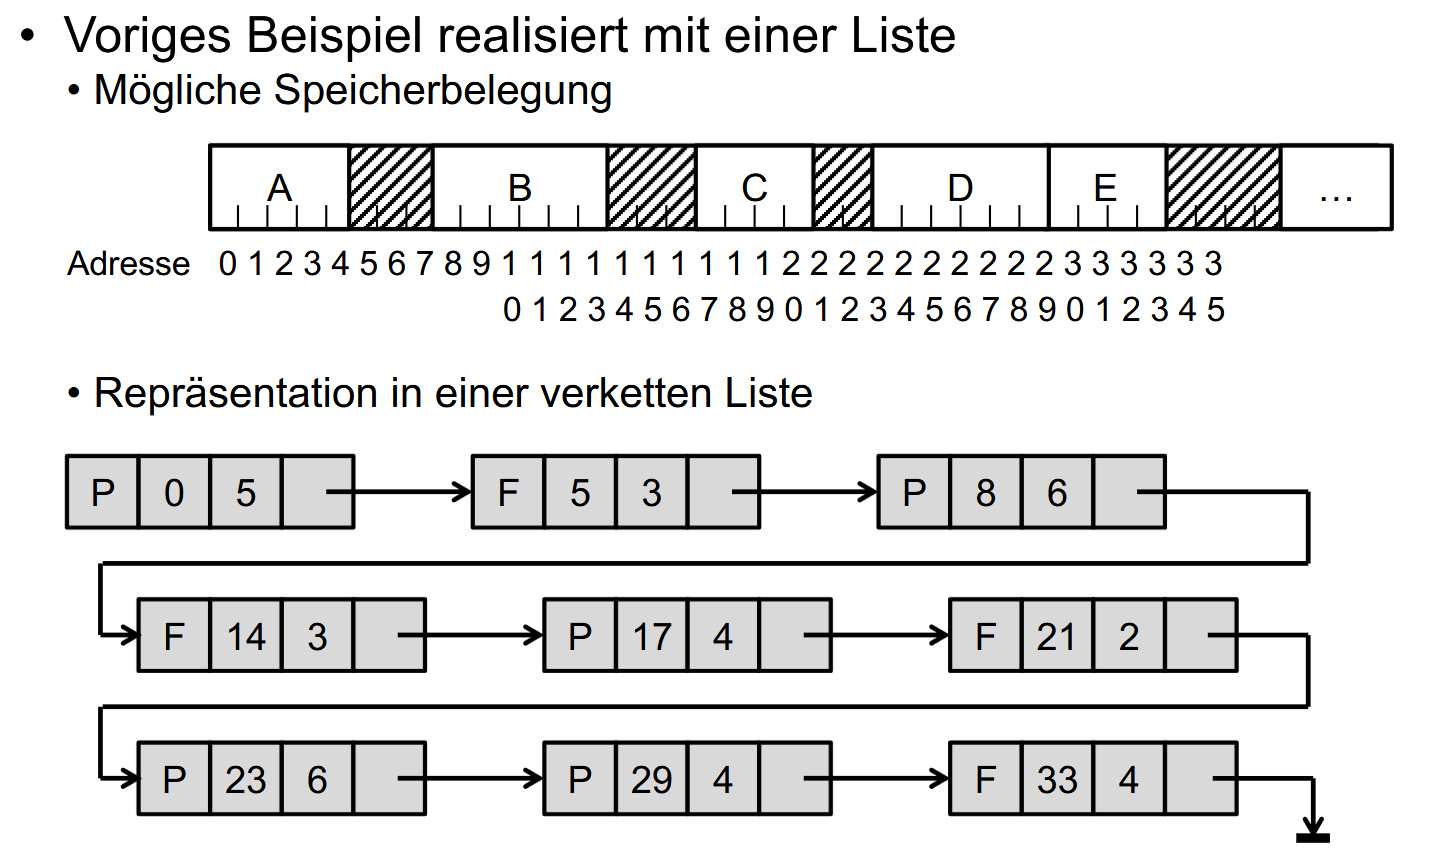 • Voriges Beispiel realisiert mit einer Liste
• Mögliche Speicherbelegung
A B C D E ...
Adresse 0 1 2 3 4 5 6 7 8 9 1 1 1 1 1 1 1 1 1 1 2 2 2 2 2 2 2 2 2 2 3 3 3 3 3 3
0 1 2 3 4 5 6 7 8 9 0 1 2 3 4 5 6 7 8 9 0 1 2 3 4 5
• Repräsentation in einer verketten Liste
P 0 5 F 5 3 P 8 6
F 14 3 P 17 4 F 21 2
P 23 6 P 29 4 F 33 4